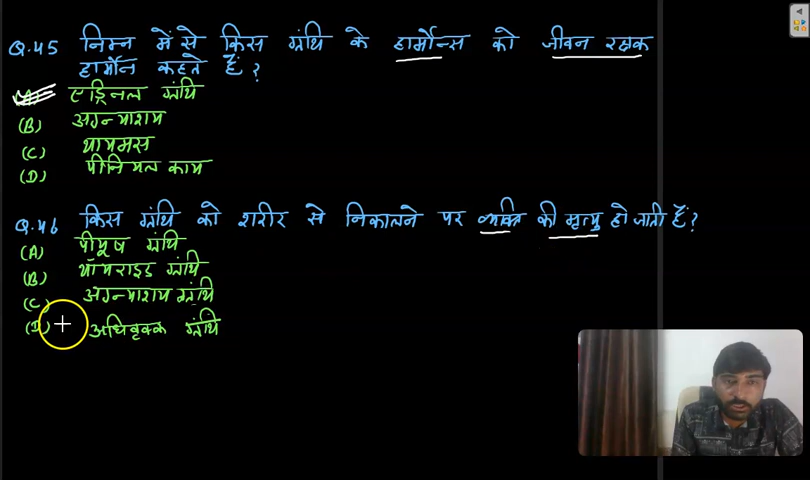 Q.45 निम्न में से किस ग्रंथि के हार्मोन्स को जीवन रक्षक
हार्मोन कहते हैं ?
(A) एड्रिनल ग्रंथि
(B) अग्न्याशय
(C) थायमस
(D) पीनियल काय
Q.46 किस ग्रंथि को शरीर से निकालने पर व्यक्ति की मृत्यु हो जाती हैं ?
(A) पीयूष ग्रंथि
(B) थॉयराइड ग्रंथि
(C) अग्न्याशय ग्रंथि
(D) अधिवृक्क ग्रंथि